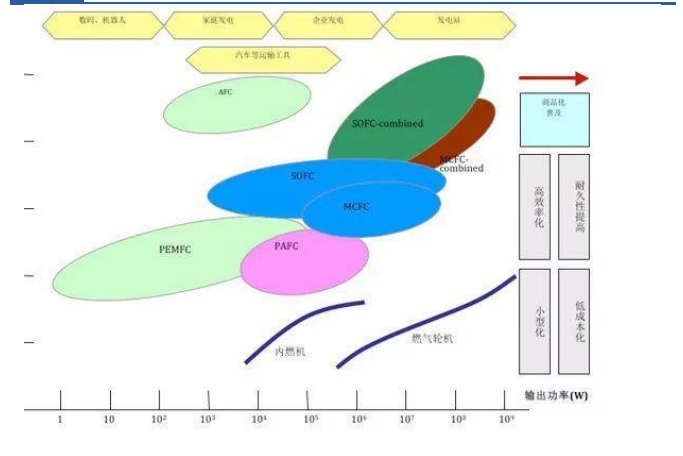 数码、机器人
家庭发电
企业发电
发电站
汽车等运输工具
AFC
商品化
普及
SOFC-combined
MCFC-
combined
SOFC
MCFC
高效率化
耐久性提高
PEMFC
PAFC
小型化
低成本化
内燃机
燃气轮机
输出功率(W)
1
10
10²
10³
10⁴
10⁵
10⁶
10⁷
10⁸
10⁹